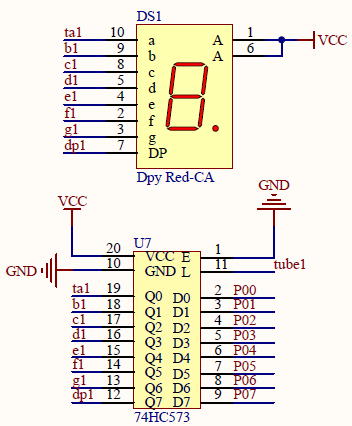 DS1
ta1 10 a A 1 VCC
b1 9 b A 6
c1 8 c
d1 5 d
e1 4 e
f1 2 f
g1 3 g
dp1 7 DP
Dpy Red-CA
VCC GND
U7
20 VCC E 1
GND 10 GND L 11 tube1
ta1 19 Q0 D0 2 P00
b1 18 Q1 D1 3 P01
c1 17 Q2 D2 4 P02
d1 16 Q3 D3 5 P03
e1 15 Q4 D4 6 P04
f1 14 Q5 D5 7 P05
g1 13 Q6 D6 8 P06
dp1 12 Q7 D7 9 P07
74HC573